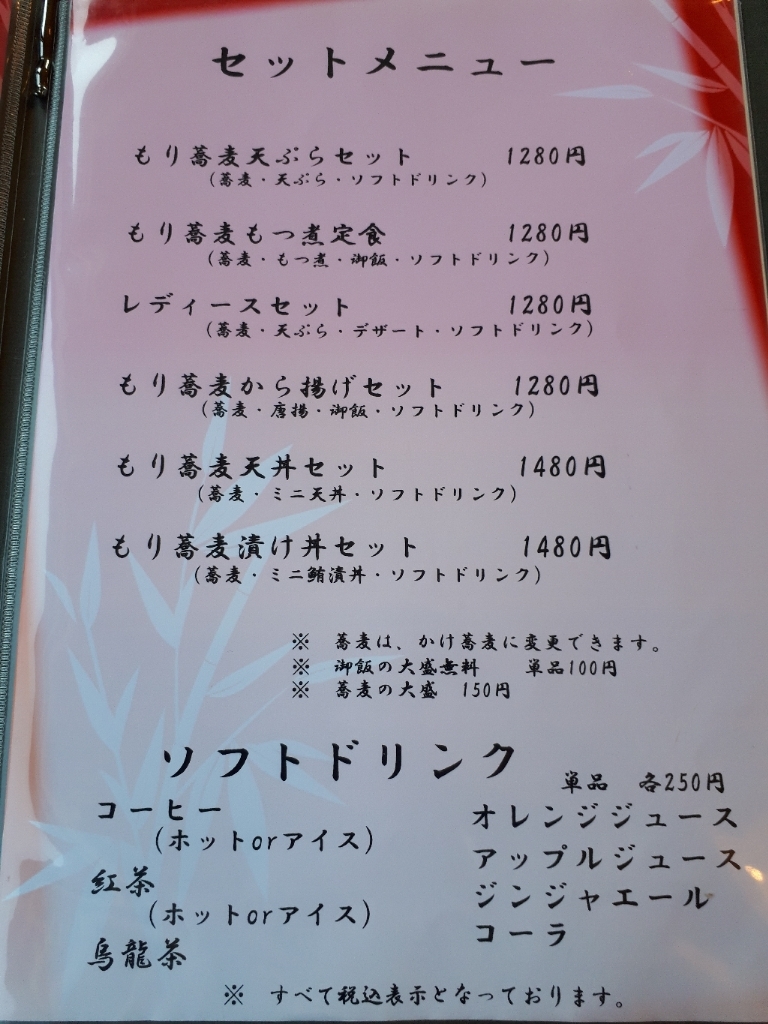 セットメニュー
もり蕎麦天ぷらセット 1280円
(蕎麦・天ぷら・ソフトドリンク)
もり蕎麦もつ煮定食 1280円
(蕎麦・もつ煮・御飯・ソフトドリンク)
レディースセット 1280円
(蕎麦・天ぷら・デザート・ソフトドリンク)
もり蕎麦から揚げセット 1280円
(蕎麦・唐揚・御飯・ソフトドリンク)
もり蕎麦天丼セット 1480円
(蕎麦・ミニ天丼・ソフトドリンク)
もり蕎麦漬け丼セット 1480円
(蕎麦・ミニ鮪漬丼・ソフトドリンク)
※ 蕎麦は、かけ蕎麦に変更できます。
※ 御飯の大盛無料 単品100円
※ 蕎麦の大盛 150円
ソフトドリンク 単品 各250円
コーヒー
(ホットorアイス)
紅茶
(ホットorアイス)
烏龍茶
オレンジジュース
アップルジュース
ジンジャエール
コーラ
※ すべて税込表示となっております。